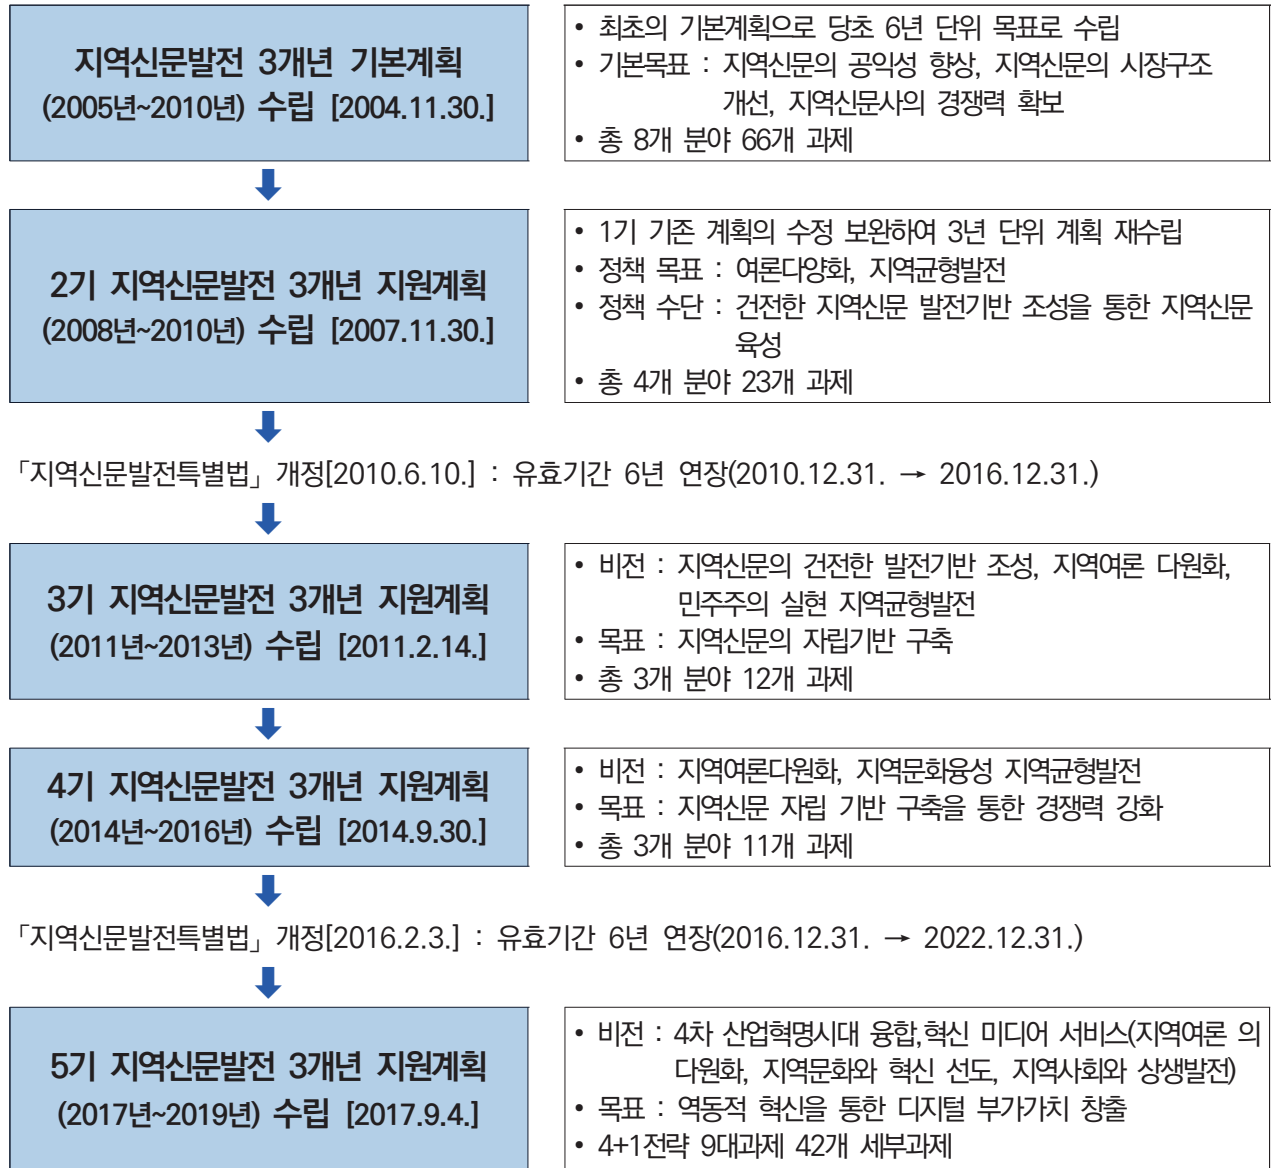 지역신문발전 3개년 기본계획
(2005년~2010년) 수립 [2004.11.30.]
• 최초의 기본계획으로 당초 6년 단위 목표로 수립
• 기본목표 : 지역신문의 공익성 향상, 지역신문의 시장구조
개선, 지역신문사의 경쟁력 확보
• 총 8개 분야 66개 과제
2기 지역신문발전 3개년 지원계획
(2008년~2010년) 수립 [2007.11.30.]
• 1기 기존 계획의 수정 보완하여 3년 단위 계획 재수립
• 정책 목표 : 여론다양화, 지역균형발전
• 정책 수단 : 건전한 지역신문 발전기반 조성을 통한 지역신문
육성
• 총 4개 분야 23개 과제
「지역신문발전특별법」 개정[2010.6.10.] : 유효기간 6년 연장(2010.12.31. → 2016.12.31.)
3기 지역신문발전 3개년 지원계획
(2011년~2013년) 수립 [2011.2.14.]
• 비전 : 지역신문의 건전한 발전기반 조성, 지역여론 다원화,
민주주의 실현 지역균형발전
• 목표 : 지역신문의 자립기반 구축
• 총 3개 분야 12개 과제
4기 지역신문발전 3개년 지원계획
(2014년~2016년) 수립 [2014.9.30.]
• 비전 : 지역여론다원화, 지역문화융성 지역균형발전
• 목표 : 지역신문 자립 기반 구축을 통한 경쟁력 강화
• 총 3개 분야 11개 과제
「지역신문발전특별법」 개정[2016.2.3.] : 유효기간 6년 연장(2016.12.31. → 2022.12.31.)
5기 지역신문발전 3개년 지원계획
(2017년~2019년) 수립 [2017.9.4.]
• 비전 : 4차 산업혁명시대 융합,혁신 미디어 서비스(지역여론 의
다원화, 지역문화와 혁신 선도, 지역사회와 상생발전)
• 목표 : 역동적 혁신을 통한 디지털 부가가치 창출
• 4+1전략 9대과제 42개 세부과제